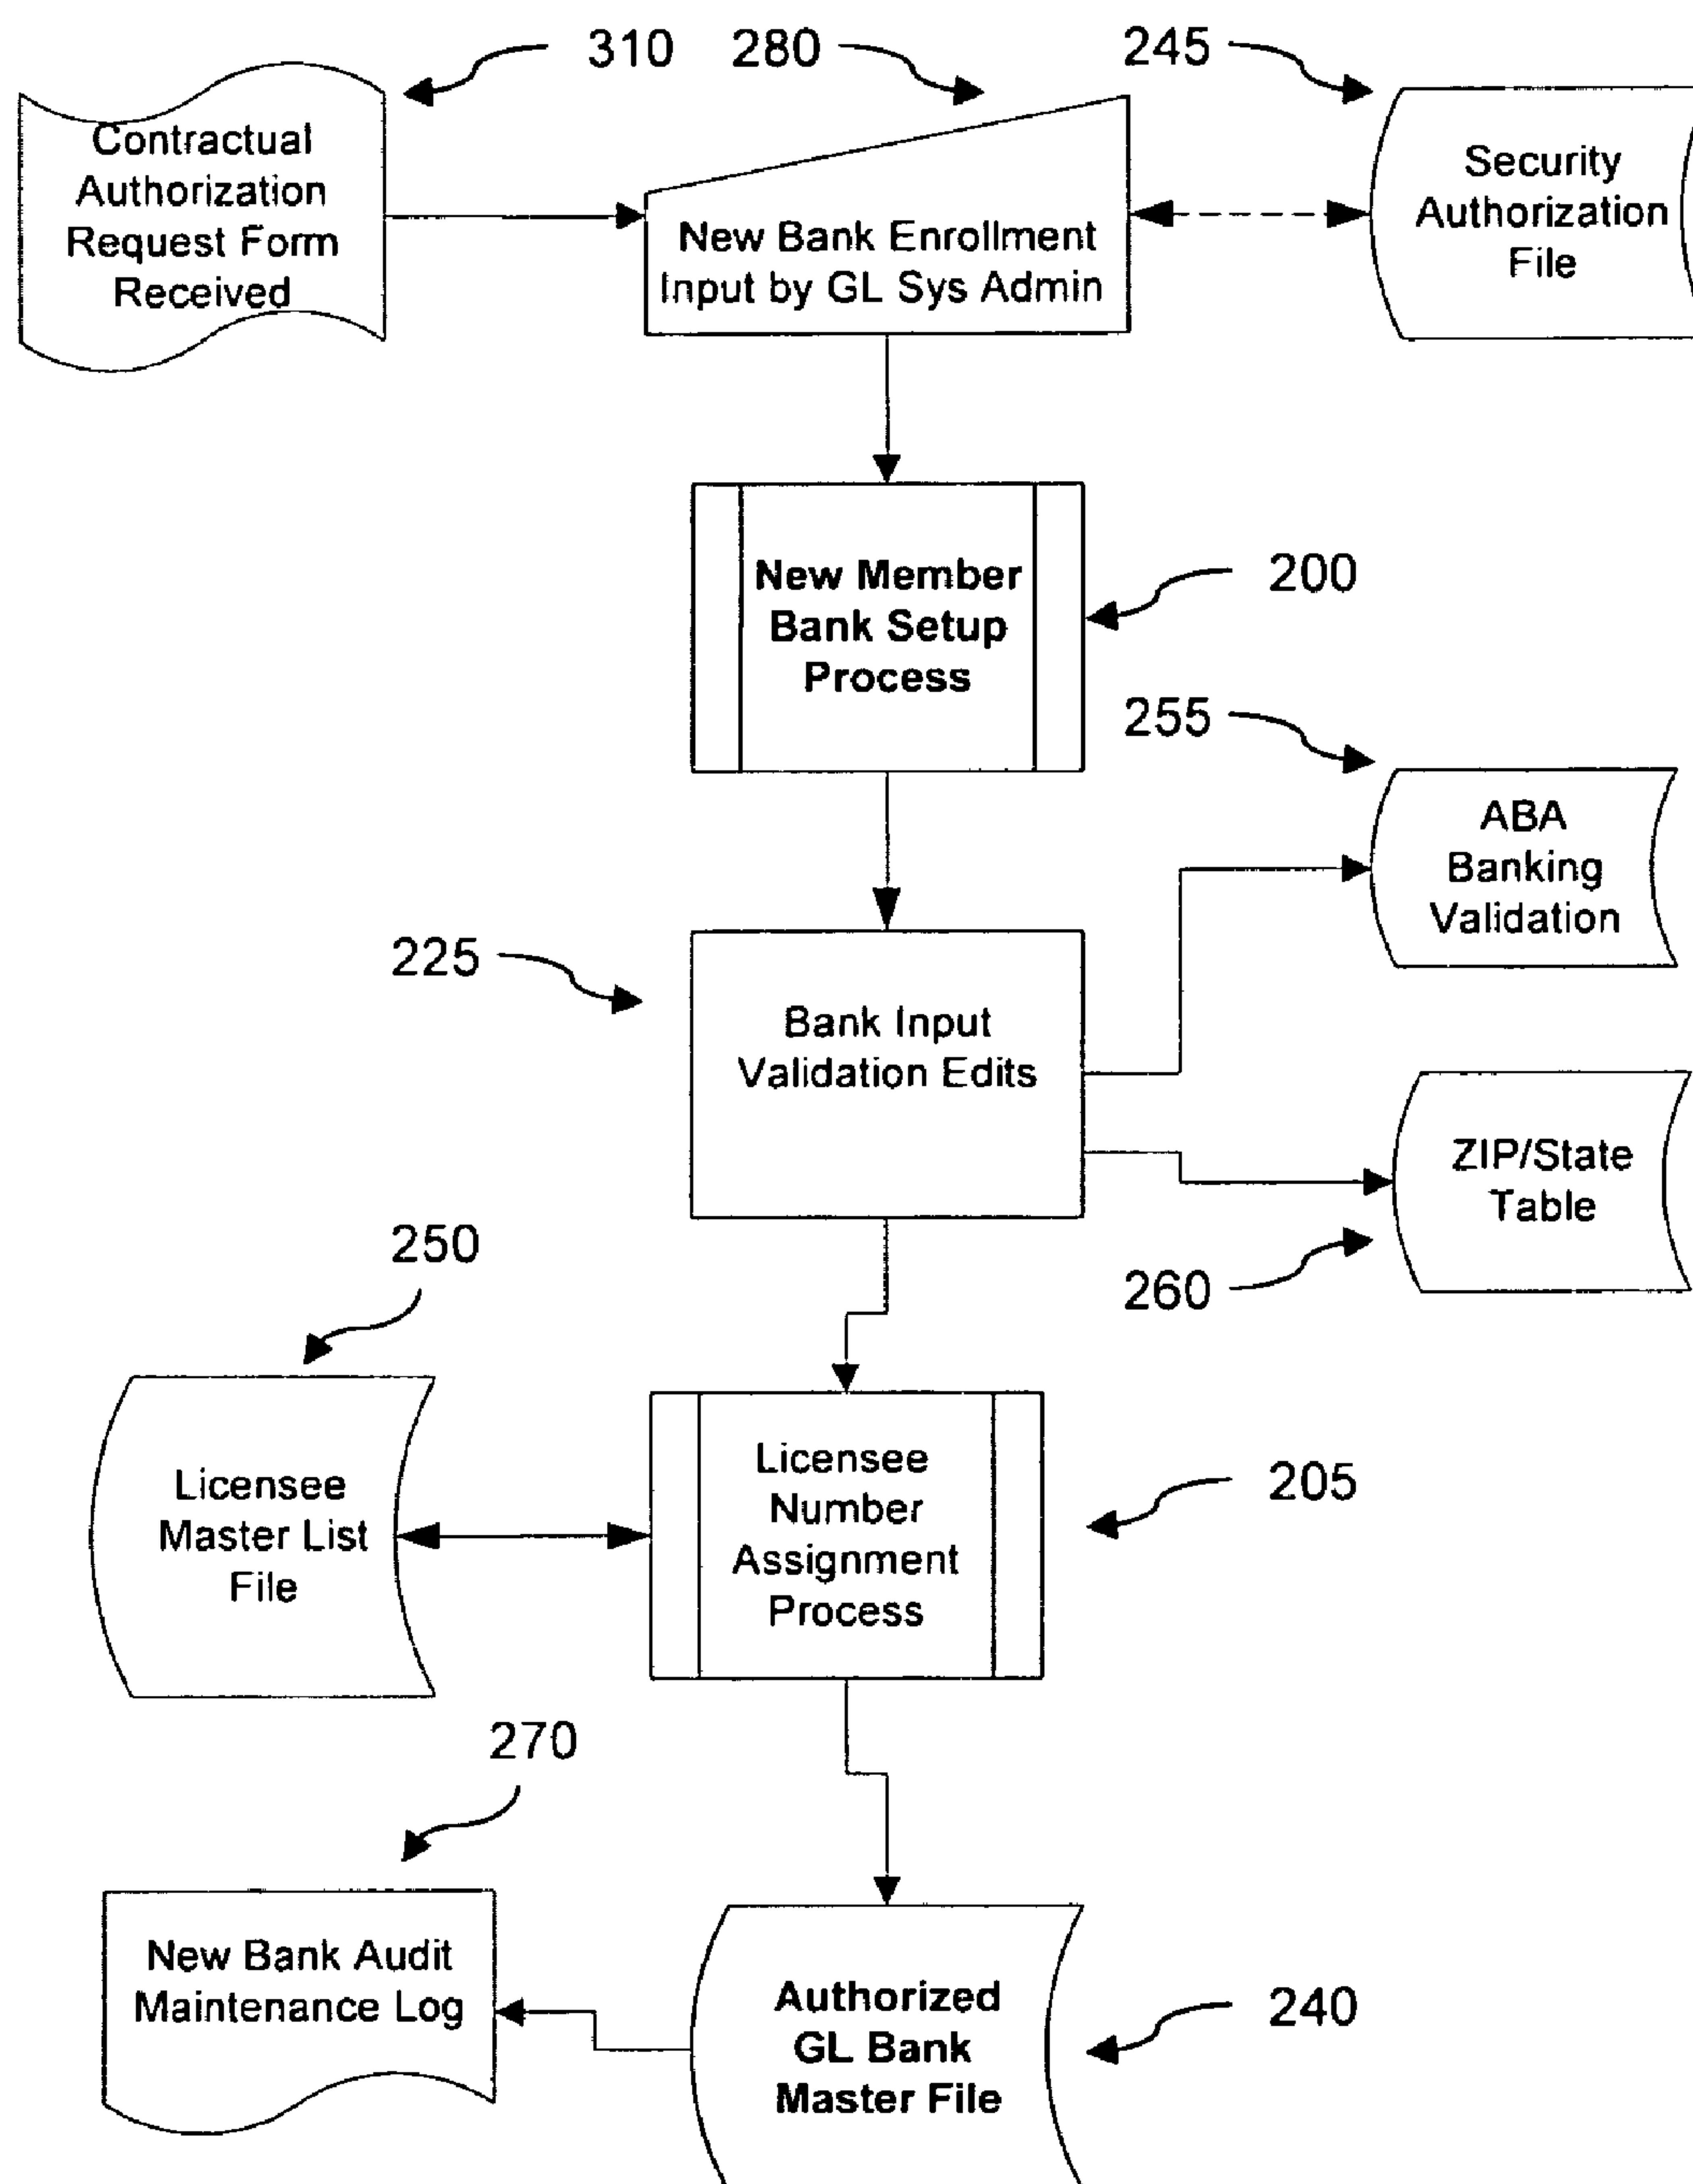 310
280
245
Contractual
Authorization
Request Form
Received
New Bank Enrollment
Input by GL Sys Admin
Security
Authorization
File
New Member
Bank Setup
Process
200
255
ABA
Banking
Validation
225
Bank Input
Validation Edits
ZIP/State
Table
260
250
Licensee
Master List
File
Licensee
Number
Assignment
Process
205
270
New Bank Audit
Maintenance Log
Authorized
GL Bank
Master File
240